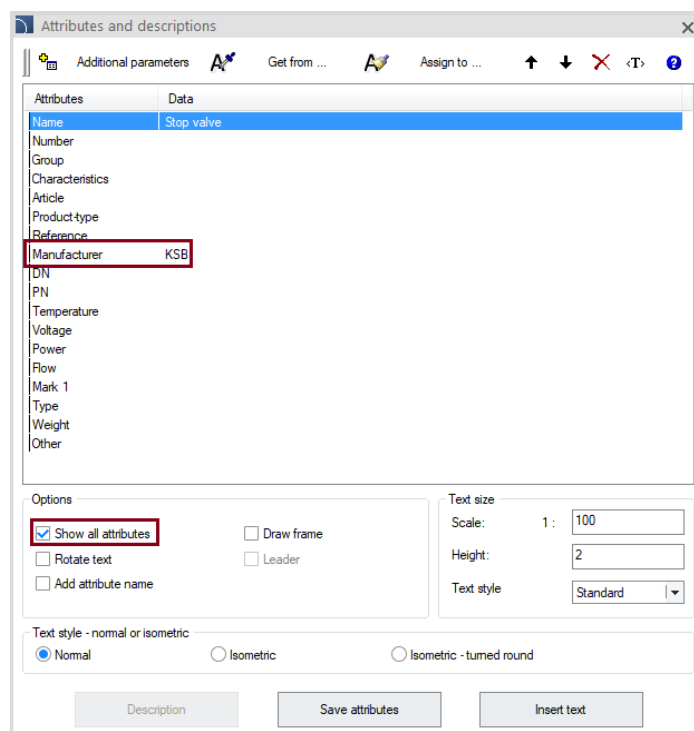 Attributes and descriptions
Additional parameters Get from ... Assign to ... <T> ?
Attributes Data
Name Stop valve
Number
Group
Characteristics
Article
Product-type
Reference
Manufacturer KSB
DN
PN
Temperature
Voltage
Power
Flow
Mark 1
Type
Weight
Other
Options
Show all attributes Draw frame
Rotate text Leader
Add attribute name
Text size
Scale: 1 : 100
Height: 2
Text style Standard
Text style - normal or isometric
Normal Isometric Isometric - turned round
Description Save attributes Insert text